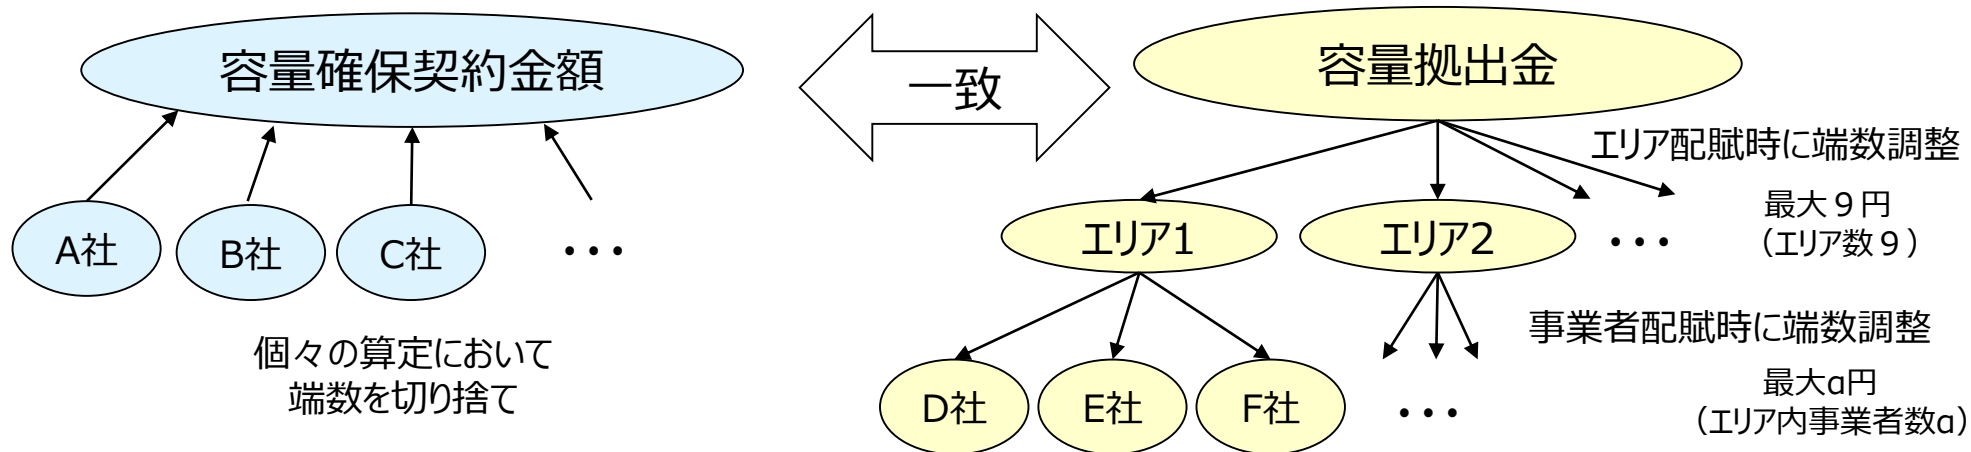 容量確保契約金額
一致
容量拠出金
エリア配賦時に端数調整
最大９円
（エリア数９）
A社
B社
C社
・・・
エリア1
エリア2
・・・
個々の算定において
端数を切り捨て
事業者配賦時に端数調整
最大α円
（エリア内事業者数α）
D社
E社
F社
・・・